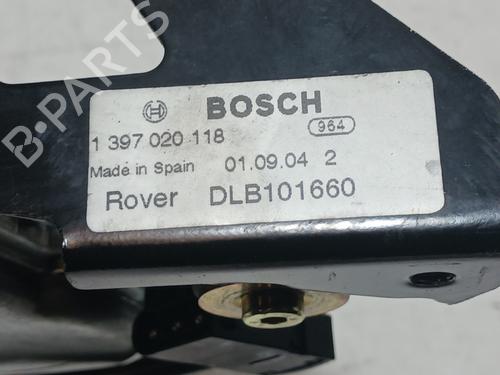 BOSCH
1 397 020 118 964
Made in Spain 01.09.04 2
Rover DLB101660
B-PARTS